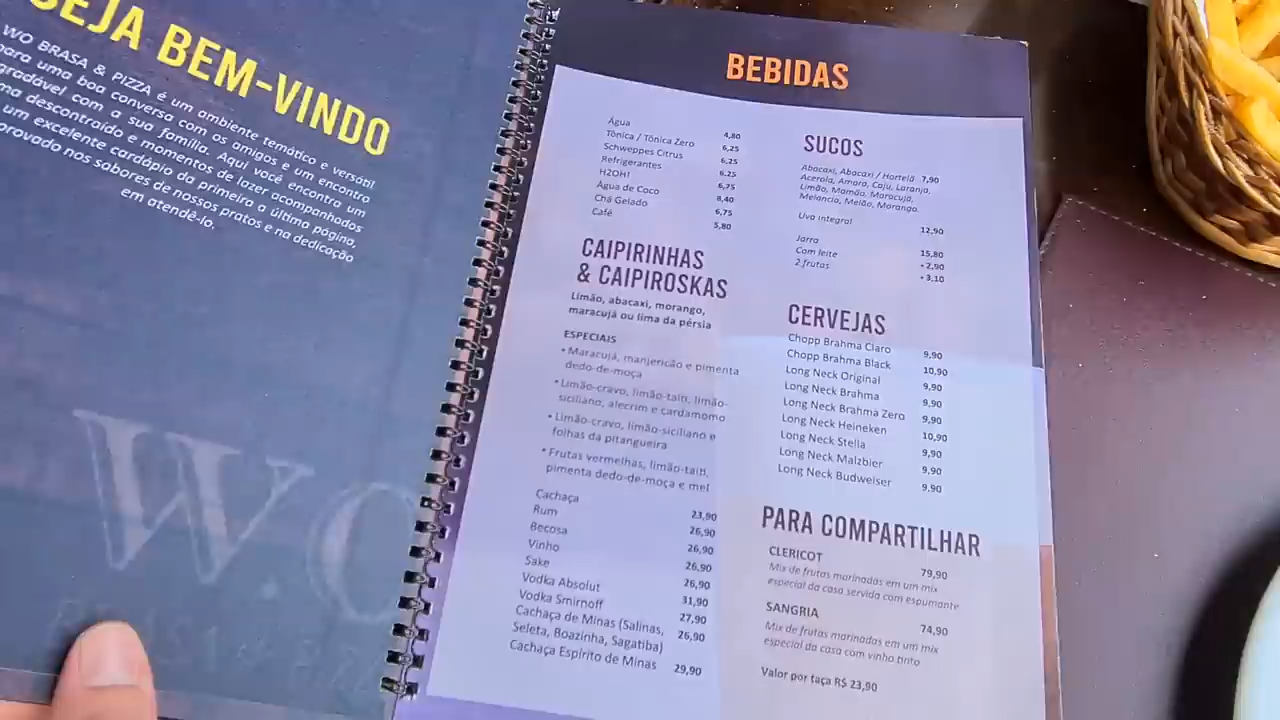 SEJA BEM-VINDO
WO BRASA & PIZZA é um ambiente temático e versátil
para uma boa conversa com os amigos e um encontro
agradável com a sua família. Aqui você encontra um
descontraído e momentos de lazer acompanhados
um excelente cardápio da primeira a última página,
aprovado nos sabores de nossos pratos e na dedicação
em atendê-lo.
W.O
BEBIDAS
Água 4,80
Tônica / Tônica Zero 6,25
Schweppes Citrus 6,25
Refrigerantes 6,25
H2OH! 6,75
Água de Coco 8,40
Chá Gelado 6,75
Café 5,80
CAIPIRINHAS
& CAIPIROSKAS
Limão, abacaxi, morango,
maracujá ou lima da pérsia
ESPECIAIS
• Maracujá, manjericão e pimenta
dedo-de-moça
• Limão-cravo, limão-taiti, limão-
siciliano, alecrim e cardamomo
• Limão-cravo, limão-siciliano e
folhas da pitangueira
• Frutas vermelhas, limão-taiti,
pimenta dedo-de-moça e mel
Cachaça 23,90
Rum 26,90
Becosa 26,90
Vinho 26,90
Sake 26,90
Vodka Absolut 31,90
Vodka Smirnoff 27,90
Cachaça de Minas (Salinas, 26,90
Seleta, Boazinha, Sagatiba)
Cachaça Espírito de Minas 29,90
SUCOS
Abacaxi, Abacaxi / Hortelã 7,90
Acerola, Amora, Caju, Laranja,
Limão, Mamão, Maracujá,
Melancia, Melão, Morango.
Uva integral 12,90
Jarra 15,80
Com leite + 2,90
2 frutas + 3,10
CERVEJAS
Chopp Brahma Claro 9,90
Chopp Brahma Black 10,90
Long Neck Original 9,90
Long Neck Brahma 9,90
Long Neck Brahma Zero 9,90
Long Neck Heineken 10,90
Long Neck Stella 9,90
Long Neck Malzbier 9,90
Long Neck Budweiser 9,90
PARA COMPARTILHAR
CLERICOT 79,90
Mix de frutas marinadas em um mix
especial da casa servida com espumante
SANGRIA 74,90
Mix de frutas marinadas em um mix
especial da casa com vinho tinto
Valor por taça R$ 23,90